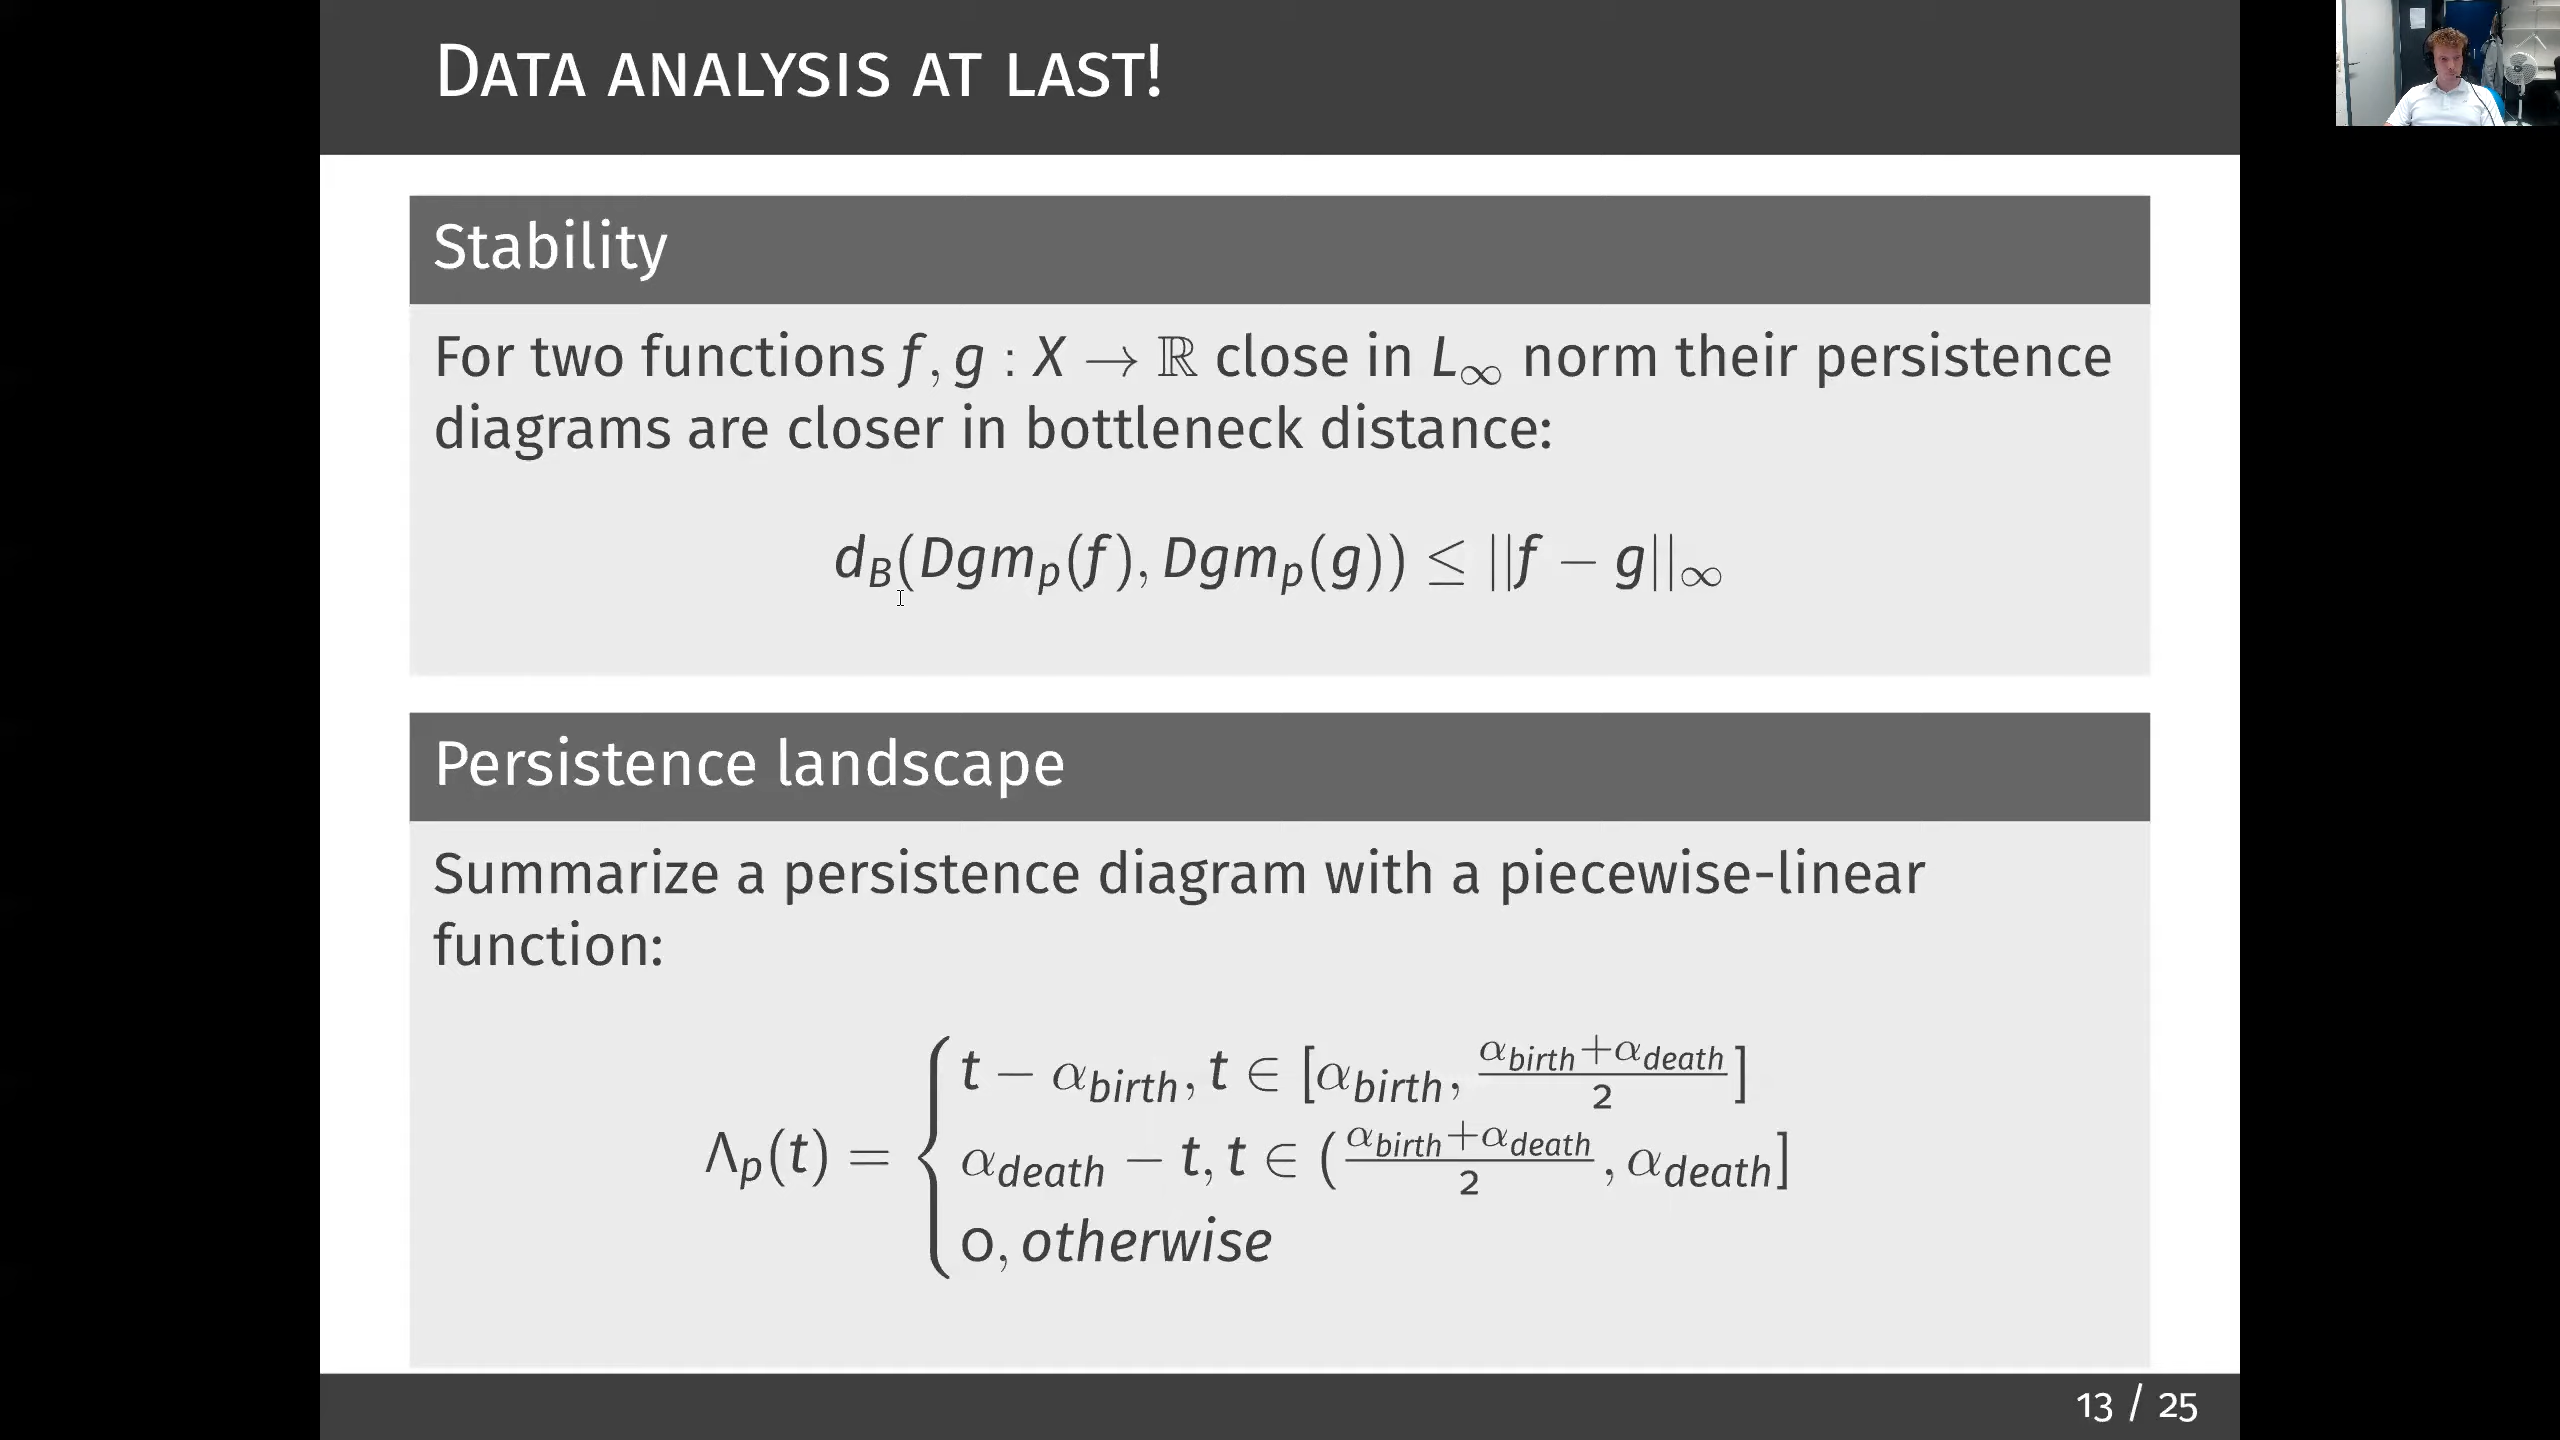 DATA ANALYSIS AT LAST!
Stability
For two functions f, g : X → ℝ close in L∞ norm their persistence
diagrams are closer in bottleneck distance:
d_B(Dgm_p(f), Dgm_p(g)) ≤ ||f − g||_∞
Persistence landscape
Summarize a persistence diagram with a piecewise-linear
function:
Λ_p(t) = { t − α_birth, t ∈ [α_birth, (α_birth+α_death)/2]
α_death − t, t ∈ ((α_birth+α_death)/2, α_death]
0, otherwise
13 / 25